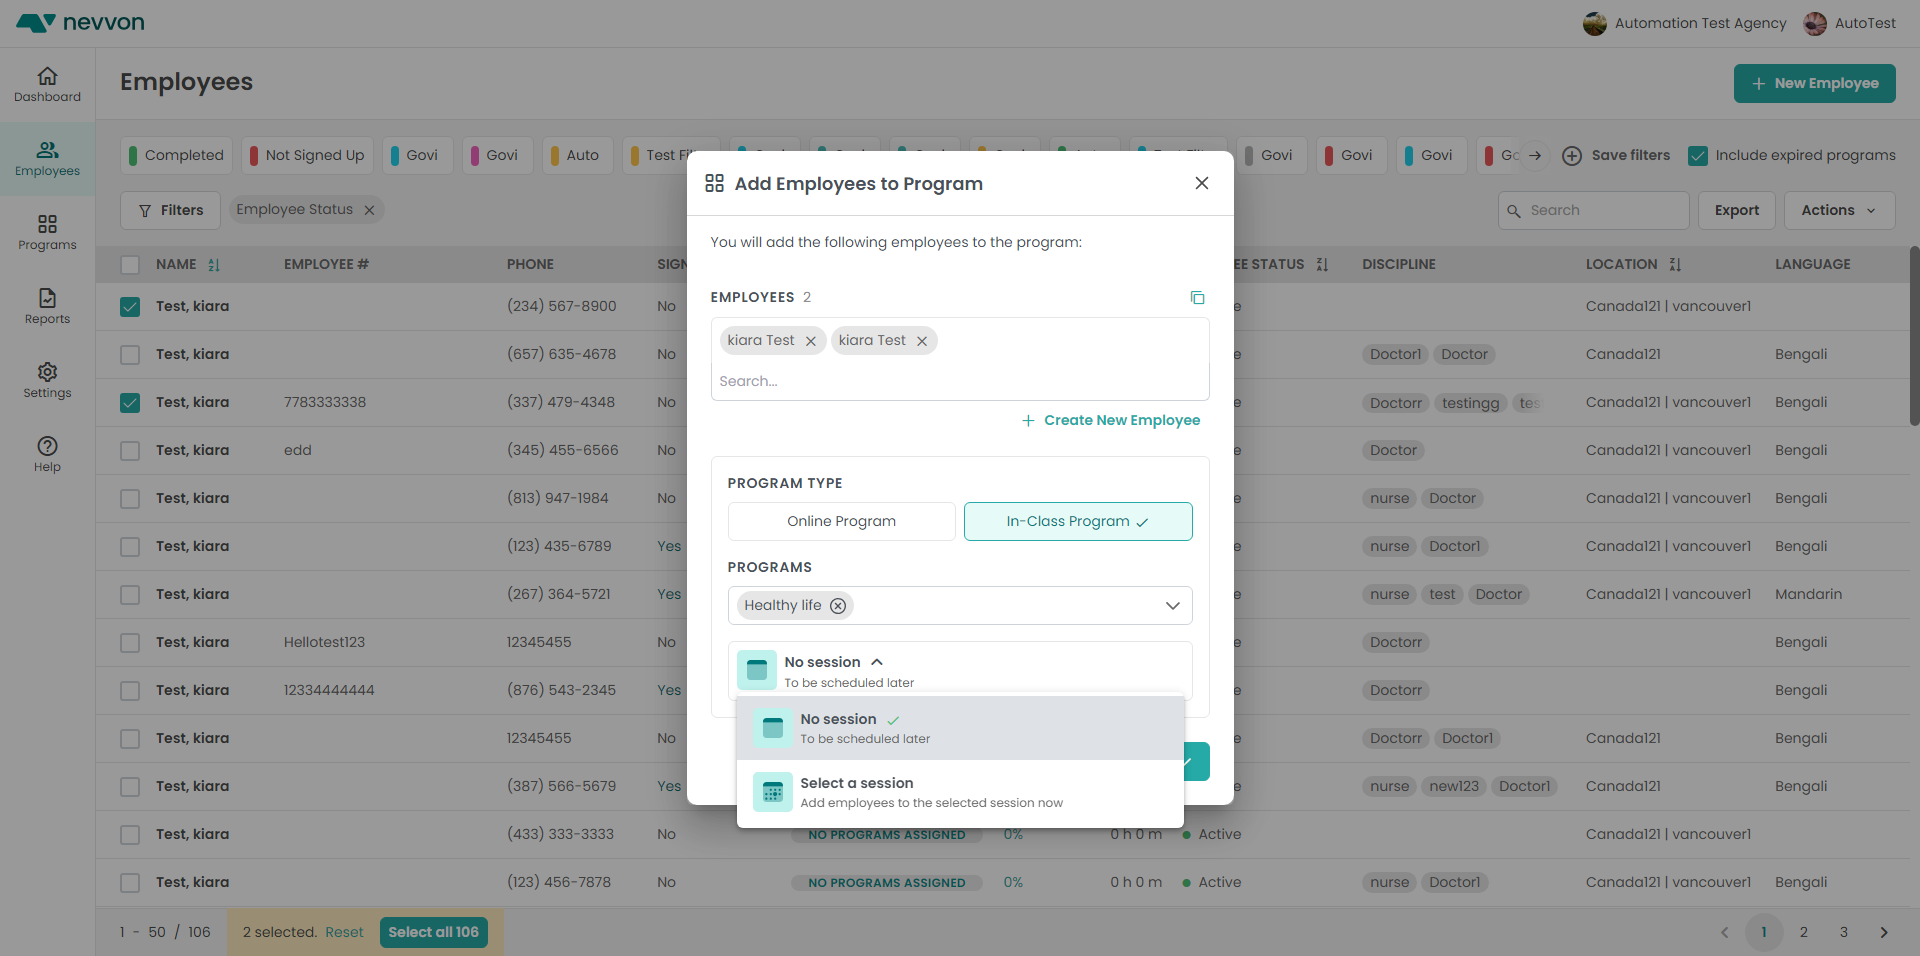 nevvon
Automation Test Agency
AutoTest
Dashboard
Employees
Programs
Reports
Settings
Help
Employees
New Employee
Completed
Not Signed Up
Govi
Govi
Auto
Govi
Govi
Govi
Save filters
Include expired programs
Filters
Employee Status
Search
Export
Actions
NAME EMPLOYEE # PHONE DISCIPLINE LOCATION LANGUAGE
Test, kiara (234) 567-8900 No Canada121 | vancouver1
Test, kiara (657) 635-4678 No Doctor1 Doctor Canada121 Bengali
Test, kiara 7783333338 (337) 479-4348 No Doctorr testingg Canada121 | vancouver1 Bengali
Test, kiara edd (345) 455-6566 No Doctor Canada121 | vancouver1 Bengali
Test, kiara (813) 947-1984 No nurse Doctor Canada121 | vancouver1 Bengali
Test, kiara (123) 435-6789 Yes nurse Doctor1 Canada121 | vancouver1 Bengali
Test, kiara (267) 364-5721 Yes nurse test Doctor Canada121 | vancouver1 Mandarin
Test, kiara Hellotest123 12345455 No Doctorr Bengali
Test, kiara 12334444444 (876) 543-2345 Yes Doctorr Bengali
Test, kiara 12345455 No Doctorr Doctor1 Canada121 Bengali
Test, kiara (387) 566-5679 Yes nurse new123 Doctor1 Canada121 | vancouver1 Bengali
Test, kiara (433) 333-3333 No NO PROGRAMS ASSIGNED 0% 0 h 0 m Active Canada121 | vancouver1
Test, kiara (123) 456-7878 No NO PROGRAMS ASSIGNED 0% 0 h 0 m Active nurse Doctor1 Canada121 | vancouver1 Bengali
1 - 50 / 106
2 selected. Reset
Select all 106
1 2 3
Add Employees to Program
You will add the following employees to the program:
EMPLOYEES 2
kiara Test kiara Test
Search...
Create New Employee
PROGRAM TYPE
Online Program
In-Class Program
PROGRAMS
Healthy life
No session
To be scheduled later
No session
To be scheduled later
Select a session
Add employees to the selected session now